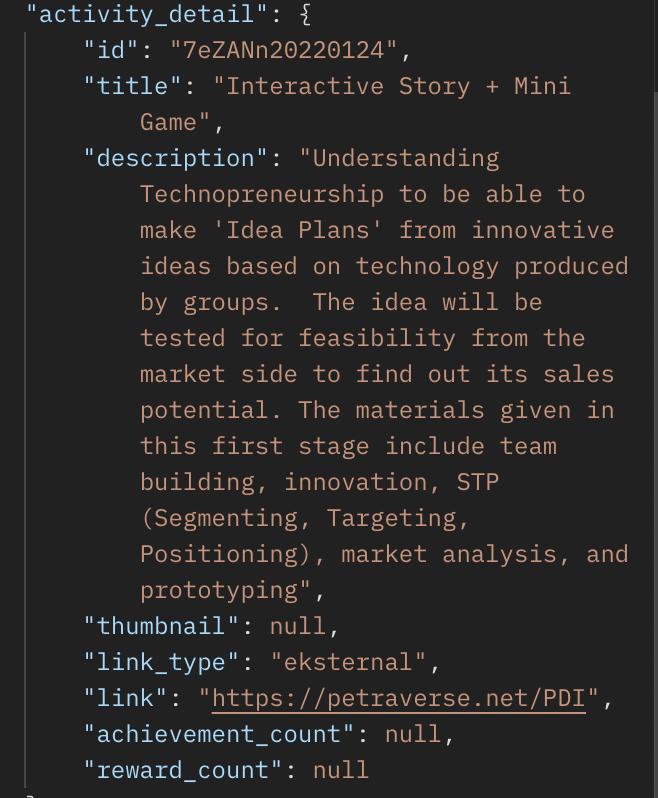 "activity_detail": {
"id": "7eZANn20220124",
"title": "Interactive Story + Mini
Game",
"description": "Understanding
Technopreneurship to be able to
make 'Idea Plans' from innovative
ideas based on technology produced
by groups.  The idea will be
tested for feasibility from the
market side to find out its sales
potential. The materials given in
this first stage include team
building, innovation, STP
(Segmenting, Targeting,
Positioning), market analysis, and
prototyping",
"thumbnail": null,
"link_type": "eksternal",
"link": "https://petraverse.net/PDI",
"achievement_count": null,
"reward_count": null
}